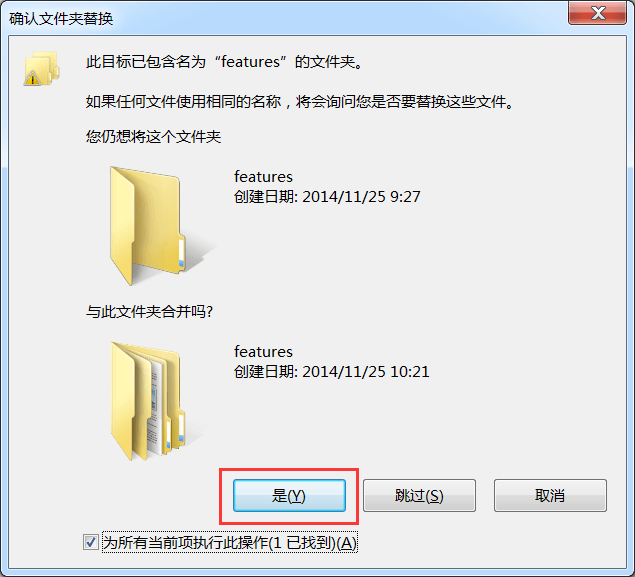 确认文件夹替换
此目标已包含名为“features”的文件夹。
如果任何文件使用相同的名称，将会询问您是否要替换这些文件。
您仍想将这个文件夹
features
创建日期: 2014/11/25 9:27
与此文件夹合并吗?
features
创建日期: 2014/11/25 10:21
是(Y) 跳过(S) 取消
为所有当前项执行此操作(1 已找到)(A)